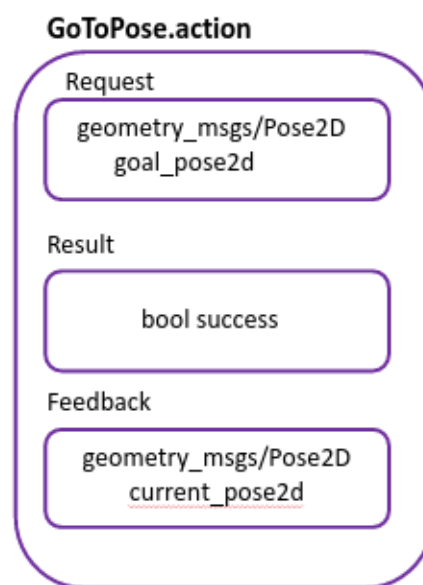 GoToPose.action
Request
geometry_msgs/Pose2D
goal_pose2d
Result
bool success
Feedback
geometry_msgs/Pose2D
current_pose2d